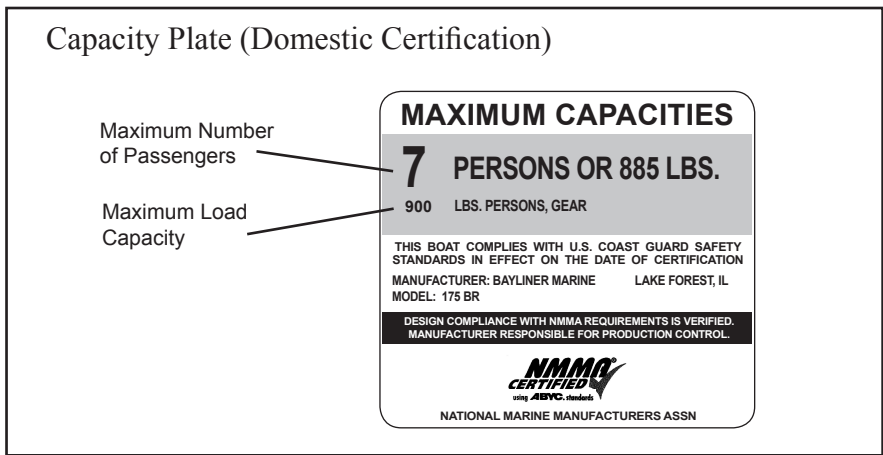 Capacity Plate (Domestic Certification)
Maximum Number
of Passengers
Maximum Load
Capacity
MAXIMUM CAPACITIES
7 PERSONS OR 885 LBS.
900 LBS. PERSONS, GEAR
THIS BOAT COMPLIES WITH U.S. COAST GUARD SAFETY
STANDARDS IN EFFECT ON THE DATE OF CERTIFICATION
MANUFACTURER: BAYLINER MARINE LAKE FOREST, IL
MODEL: 175 BR
DESIGN COMPLIANCE WITH NMMA REQUIREMENTS IS VERIFIED.
MANUFACTURER RESPONSIBLE FOR PRODUCTION CONTROL.
NMMA®
CERTIFIED
using ABYC. standards
NATIONAL MARINE MANUFACTURERS ASSN